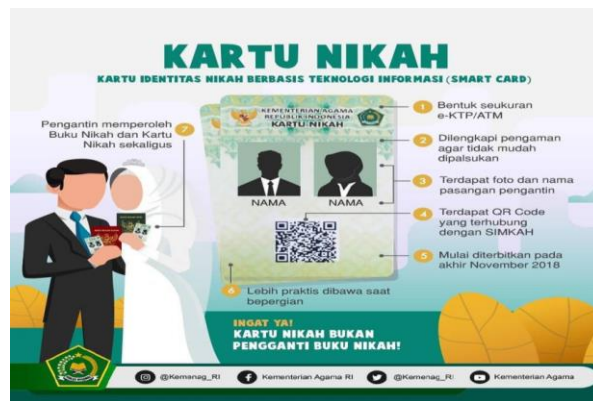 KARTU NIKAH
KARTU IDENTITAS NIKAH BERBASIS TEKNOLOGI INFORMASI (SMART CARD)
Pengantin memperoleh
Buku Nikah dan Kartu
Nikah sekaligus
7
KEMENTERIAN AGAMA
REPUBLIK INDONESIA
KARTU NIKAH
NAMA
NAMA
1
Bentuk seukuran
e-KTP/ATM
2
Dilengkapi pengaman
agar tidak mudah
dipalsukan
3
Terdapat foto dan nama
pasangan pengantin
4
Terdapat QR Code
yang terhubung
dengan SIMKAH
5
Mulai diterbitkan pada
akhir November 2018
6
Lebih praktis dibawa saat
bepergian
INGAT YA!
KARTU NIKAH BUKAN
PENGGANTI BUKU NIKAH!
@Kemenag_RI
Kementerian Agama RI
@Kemenag_RI
Kementerian Agama